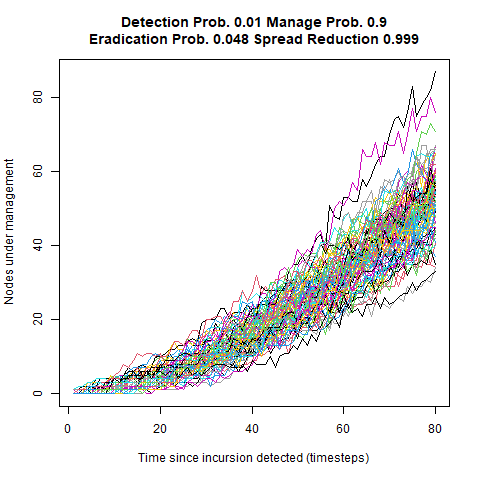 Detection Prob. 0.01 Manage Prob. 0.9
Eradication Prob. 0.048 Spread Reduction 0.999
Nodes under management
80
60
40
20
0
0 20 40 60 80
Time since incursion detected (timesteps)